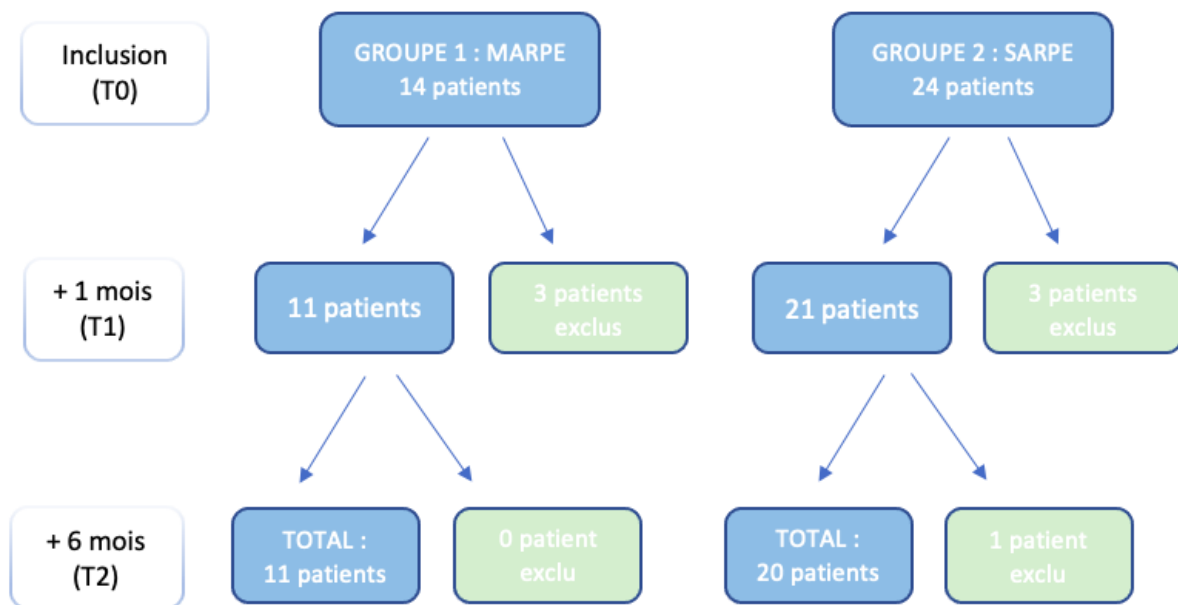 Inclusion
(T0)
GROUPE 1 : MARPE
14 patients
GROUPE 2 : SARPE
24 patients
+ 1 mois
(T1)
11 patients
3 patients
exclus
21 patients
3 patients
exclus
+ 6 mois
(T2)
TOTAL :
11 patients
0 patient
exclu
TOTAL :
20 patients
1 patient
exclu